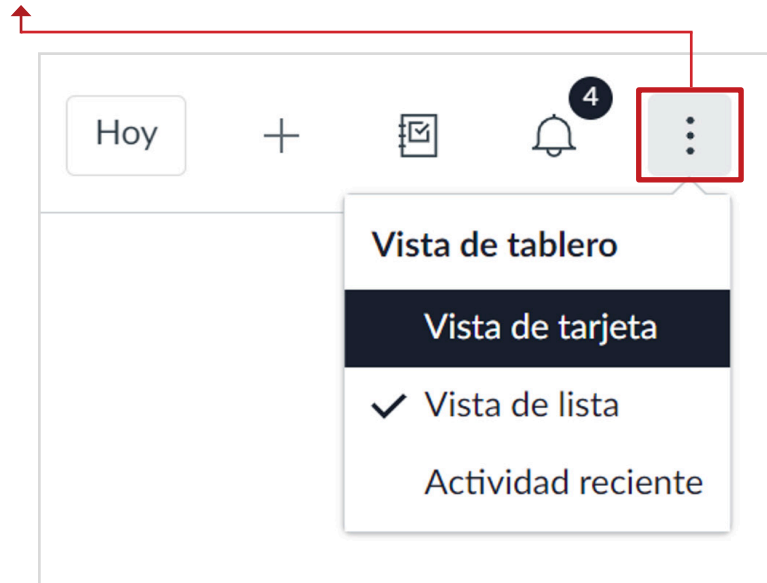 Hoy
4
Vista de tablero
Vista de tarjeta
Vista de lista
Actividad reciente